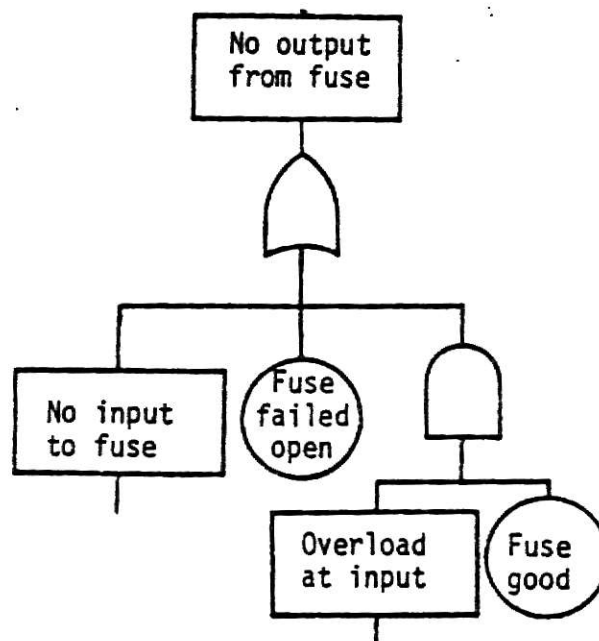 No output
from fuse
No input
to fuse
Fuse
failed
open
Overload
at input
Fuse
good